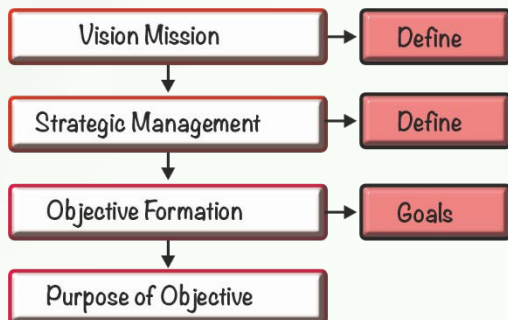 Vision Mission
Define
Strategic Management
Define
Objective Formation
Goals
Purpose of Objective